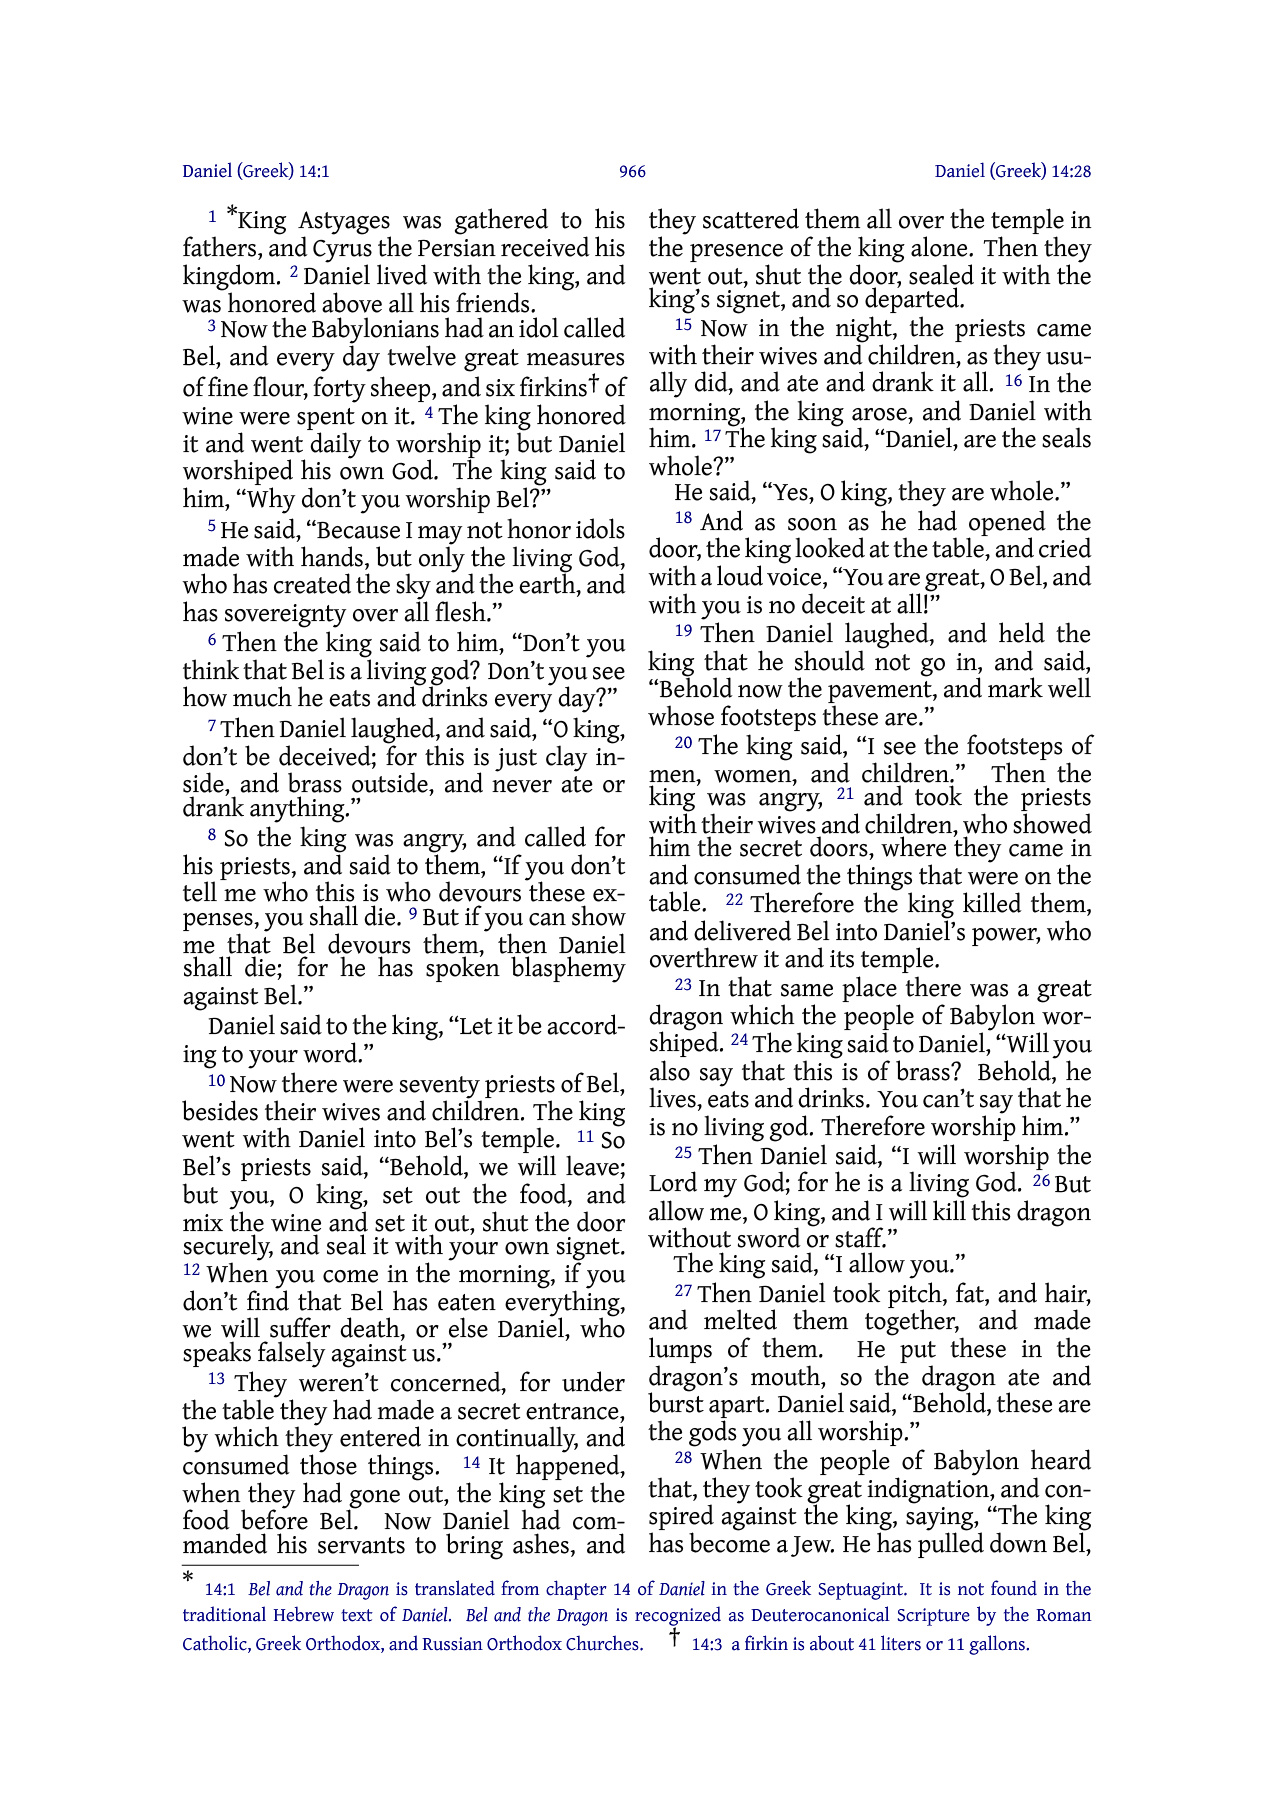 Daniel (Greek) 14:1 966 Daniel (Greek) 14:28
1 *King Astyages was gathered to his
fathers, and Cyrus the Persian received his
kingdom. 2 Daniel lived with the king, and
was honored above all his friends.
3 Now the Babylonians had an idol called
Bel, and every day twelve great measures
of fine flour, forty sheep, and six firkins† of
wine were spent on it. 4 The king honored
it and went daily to worship it; but Daniel
worshiped his own God. The king said to
him, “Why don’t you worship Bel?”
5 He said, “Because I may not honor idols
made with hands, but only the living God,
who has created the sky and the earth, and
has sovereignty over all flesh.”
6 Then the king said to him, “Don’t you
think that Bel is a living god? Don’t you see
how much he eats and drinks every day?”
7 Then Daniel laughed, and said, “O king,
don’t be deceived; for this is just clay in-
side, and brass outside, and never ate or
drank anything.”
8 So the king was angry, and called for
his priests, and said to them, “If you don’t
tell me who this is who devours these ex-
penses, you shall die. 9 But if you can show
me that Bel devours them, then Daniel
shall die; for he has spoken blasphemy
against Bel.”
Daniel said to the king, “Let it be accord-
ing to your word.”
10 Now there were seventy priests of Bel,
besides their wives and children. The king
went with Daniel into Bel’s temple. 11 So
Bel’s priests said, “Behold, we will leave;
but you, O king, set out the food, and
mix the wine and set it out, shut the door
securely, and seal it with your own signet.
12 When you come in the morning, if you
don’t find that Bel has eaten everything,
we will suffer death, or else Daniel, who
speaks falsely against us.”
13 They weren’t concerned, for under
the table they had made a secret entrance,
by which they entered in continually, and
consumed those things. 14 It happened,
when they had gone out, the king set the
food before Bel. Now Daniel had com-
manded his servants to bring ashes, and
they scattered them all over the temple in
the presence of the king alone. Then they
went out, shut the door, sealed it with the
king’s signet, and so departed.
15 Now in the night, the priests came
with their wives and children, as they usu-
ally did, and ate and drank it all. 16 In the
morning, the king arose, and Daniel with
him. 17 The king said, “Daniel, are the seals
whole?”
He said, “Yes, O king, they are whole.”
18 And as soon as he had opened the
door, the king looked at the table, and cried
with a loud voice, “You are great, O Bel, and
with you is no deceit at all!”
19 Then Daniel laughed, and held the
king that he should not go in, and said,
“Behold now the pavement, and mark well
whose footsteps these are.”
20 The king said, “I see the footsteps of
men, women, and children.” Then the
king was angry, 21 and took the priests
with their wives and children, who showed
him the secret doors, where they came in
and consumed the things that were on the
table. 22 Therefore the king killed them,
and delivered Bel into Daniel’s power, who
overthrew it and its temple.
23 In that same place there was a great
dragon which the people of Babylon wor-
shiped. 24 The king said to Daniel, “Will you
also say that this is of brass? Behold, he
lives, eats and drinks. You can’t say that he
is no living god. Therefore worship him.”
25 Then Daniel said, “I will worship the
Lord my God; for he is a living God. 26 But
allow me, O king, and I will kill this dragon
without sword or staff.”
The king said, “I allow you.”
27 Then Daniel took pitch, fat, and hair,
and melted them together, and made
lumps of them. He put these in the
dragon’s mouth, so the dragon ate and
burst apart. Daniel said, “Behold, these are
the gods you all worship.”
28 When the people of Babylon heard
that, they took great indignation, and con-
spired against the king, saying, “The king
has become a Jew. He has pulled down Bel,
* 14:1 Bel and the Dragon is translated from chapter 14 of Daniel in the Greek Septuagint. It is not found in the
traditional Hebrew text of Daniel. Bel and the Dragon is recognized as Deuterocanonical Scripture by the Roman
Catholic, Greek Orthodox, and Russian Orthodox Churches. † 14:3 a firkin is about 41 liters or 11 gallons.